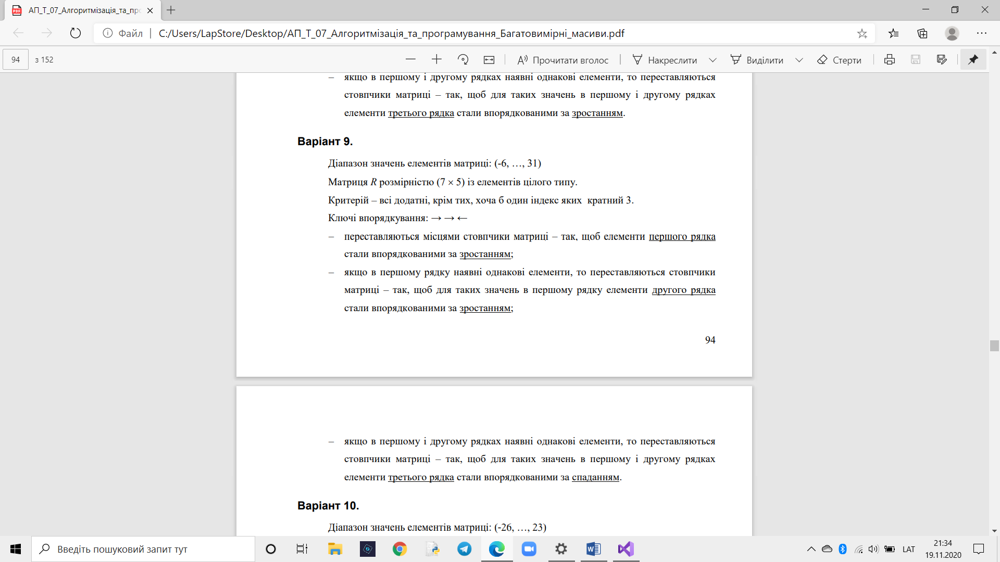 АП_Т_07_Алгоритмізація_та_про
Файл
C:/Users/LapStore/Desktop/АП_Т_07_Алгоритмізація_та_програмування_Багатовимірні_масиви.pdf
94 з 152
Прочитати вголос
Накреслити
Виділити
Стерти
– якщо в першому і другому рядках наявні однакові елементи, то переставляються
стовпчики матриці – так, щоб для таких значень в першому і другому рядках
елементи третього рядка стали впорядкованими за зростанням.
Варіант 9.
Діапазон значень елементів матриці: (-6, …, 31)
Матриця R розмірністю (7 × 5) із елементів цілого типу.
Критерій – всі додатні, крім тих, хоча б один індекс яких кратний 3.
Ключі впорядкування: → → ←
– переставляються місцями стовпчики матриці – так, щоб елементи першого рядка
стали впорядкованими за зростанням;
– якщо в першому рядку наявні однакові елементи, то переставляються стовпчики
матриці – так, щоб для таких значень в першому рядку елементи другого рядка
стали впорядкованими за зростанням;
94
– якщо в першому і другому рядках наявні однакові елементи, то переставляються
стовпчики матриці – так, щоб для таких значень в першому і другому рядках
елементи третього рядка стали впорядкованими за спаданням.
Варіант 10.
Діапазон значень елементів матриці: (-26, …, 23)
Введіть пошуковий запит тут
LAT
21:34
19.11.2020